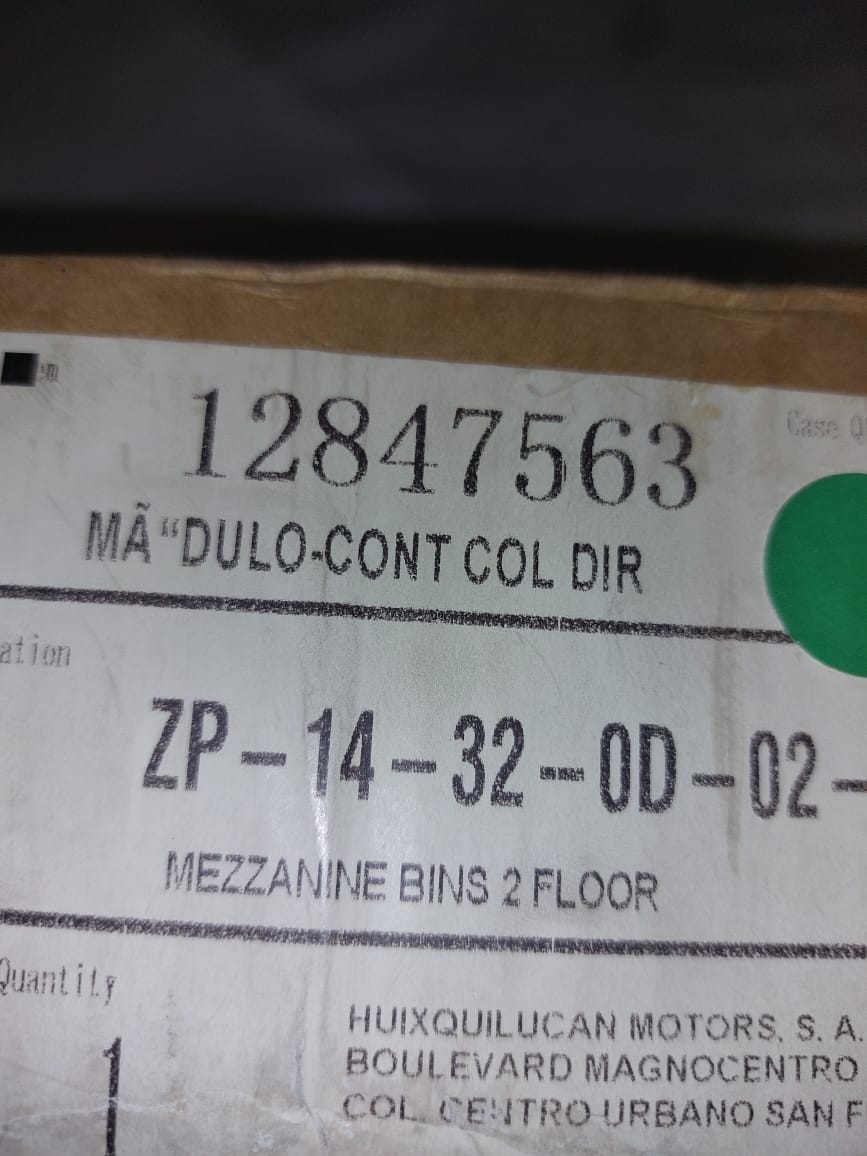 12847563
Case
MÃ“DULO-CONT COL DIR
ZP-14-32-0D-02-
MEZZANINE BINS 2 FLOOR
Quantity
1
HUIXQUILUCAN MOTORS, S. A.
BOULEVARD MAGNOCENTRO
COL. CENTRO URBANO SAN F